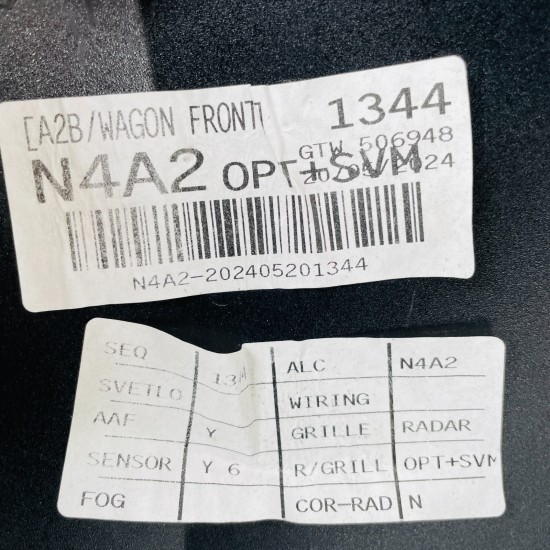 [A2B/WAGON FRONT] 1344
GTW 506948
N4A2 OPT+SVM 2024
N4A2-202405201344
SEQ ALC N4A2
SVETLO WIRING
AAF Y GRILLE RADAR
SENSOR Y 6 R/GRILL OPT+SVM
FOG COR-RAD N